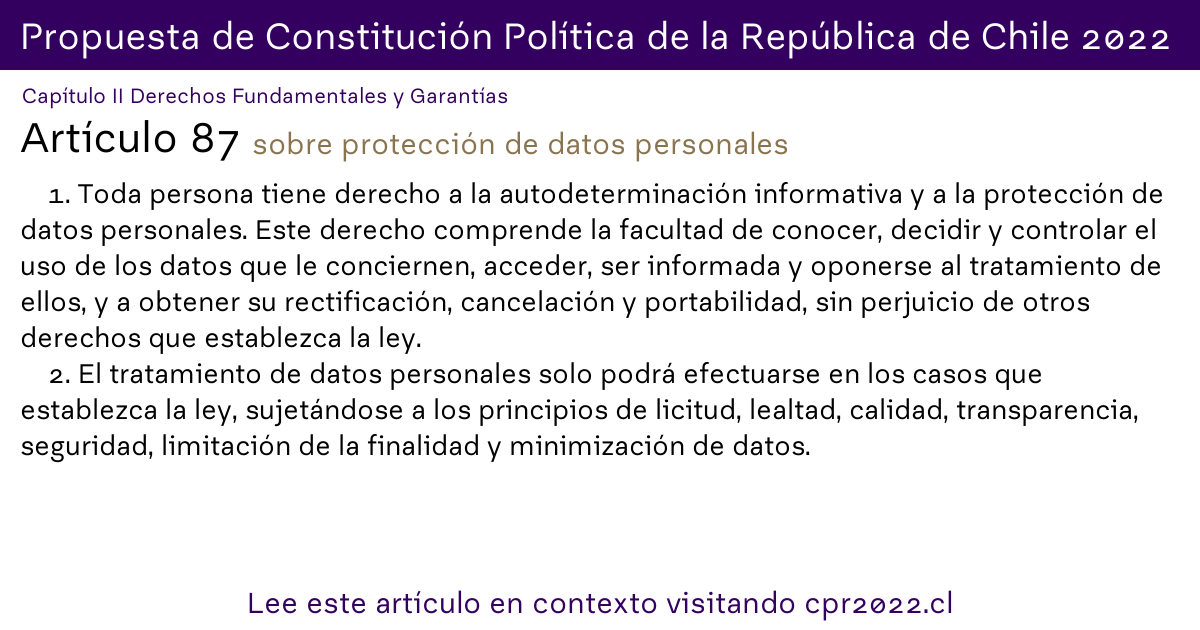 Propuesta de Constitución Política de la República de Chile 2022
Capítulo II Derechos Fundamentales y Garantías
Artículo 87 sobre protección de datos personales
1. Toda persona tiene derecho a la autodeterminación informativa y a la protección de
datos personales. Este derecho comprende la facultad de conocer, decidir y controlar el
uso de los datos que le conciernen, acceder, ser informada y oponerse al tratamiento de
ellos, y a obtener su rectificación, cancelación y portabilidad, sin perjuicio de otros
derechos que establezca la ley.
2. El tratamiento de datos personales solo podrá efectuarse en los casos que
establezca la ley, sujetándose a los principios de licitud, lealtad, calidad, transparencia,
seguridad, limitación de la finalidad y minimización de datos.
Lee este artículo en contexto visitando cpr2022.cl